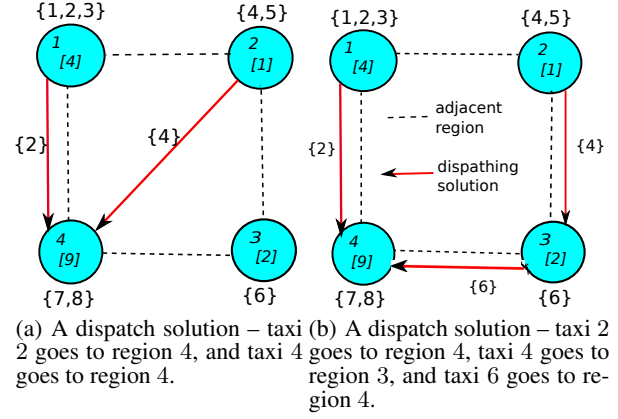 {1,2,3}
{4,5}
1
[4]
2
[1]
{2}
{4}
4
[9]
3
[2]
{7,8}
{6}
(a) A dispatch solution – taxi
2 goes to region 4, and taxi 4
goes to region 4.
{1,2,3}
{4,5}
1
[4]
2
[1]
adjacent
region
{2}
{4}
dispathing
solution
4
[9]
3
[2]
{6}
{7,8}
{6}
(b) A dispatch solution – taxi 2
goes to region 4, taxi 4 goes to
region 3, and taxi 6 goes to re-
gion 4.